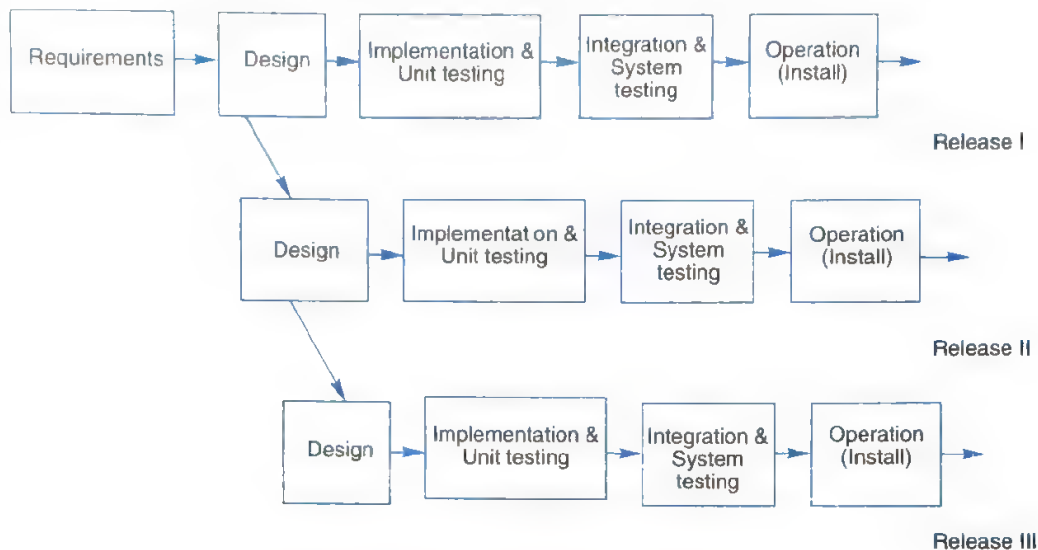 Requirements
Design
Implementation &
Unit testing
Integration &
System
testing
Operation
(Install)
Release I
Design
Implementat on &
Unit testing
Integration &
System
testing
Operation
(Install)
Release II
Design
Implementation &
Unit testing
Integration &
System
testing
Operation
(Install)
Release III